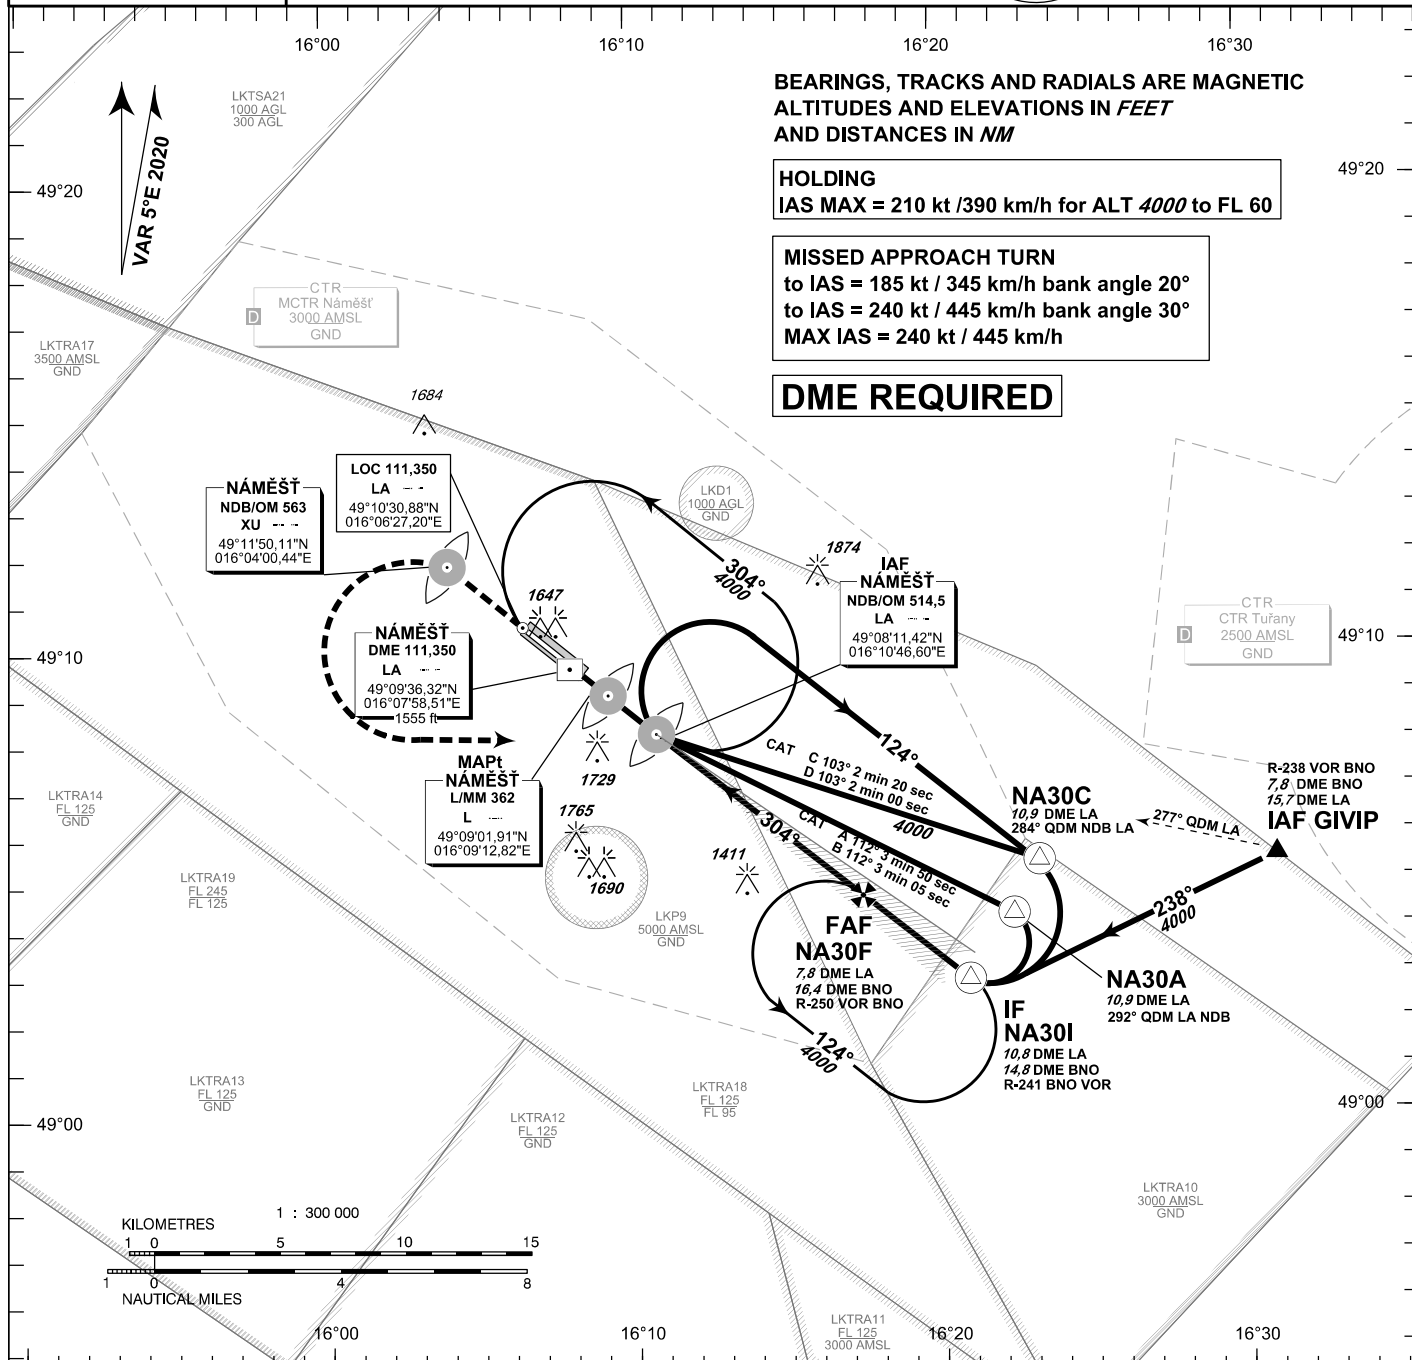 16°00
16°10
16°20
16°30
BEARINGS, TRACKS AND RADIALS ARE MAGNETIC
ALTITUDES AND ELEVATIONS IN FEET
AND DISTANCES IN NM
HOLDING
IAS MAX = 210 kt /390 km/h for ALT 4000 to FL 60
MISSED APPROACH TURN
to IAS = 185 kt / 345 km/h bank angle 20°
to IAS = 240 kt / 445 km/h bank angle 30°
MAX IAS = 240 kt / 445 km/h
DME REQUIRED
49°20
49°20
VAR 5°E 2020
LKTSA21
1000 AGL
300 AGL
CTR
MCTR Náměšť
3000 AMSL
GND
D
LKTRA17
3500 AMSL
GND
1684
NÁMĚŠŤ
NDB/OM 563
XU
49°11'50,11"N
016°04'00,44"E
LOC 111,350
LA
49°10'30,88"N
016°06'27,20"E
LKD1
1000 AGL
GND
1874
304°
4000
IAF
NÁMĚŠŤ
NDB/OM 514,5
LA
49°08'11,42"N
016°10'46,60"E
CTR
CTR Tuřany
2500 AMSL
GND
D
49°10
49°10
1647
NÁMĚŠŤ
DME 111,350
LA
49°09'36,32"N
016°07'58,51"E
1555 ft
MAPt
NÁMĚŠŤ
L/MM 362
L
49°09'01,91"N
016°09'12,82"E
1729
1765
1690
1411
124°
CAT
C 103° 2 min 20 sec
D 103° 2 min 00 sec
4000
CAT
A 112° 3 min 50 sec
B 112° 3 min 05 sec
304°
NA30C
10,9 DME LA
284° QDM NDB LA
277° QDM LA
R-238 VOR BNO
7,8 DME BNO
15,7 DME LA
IAF GIVIP
238°
4000
FAF
NA30F
7,8 DME LA
16,4 DME BNO
R-250 VOR BNO
NA30A
10,9 DME LA
292° QDM LA NDB
IF
NA30I
10,8 DME LA
14,8 DME BNO
R-241 BNO VOR
124°
4000
LKTRA14
FL 125
GND
LKTRA19
FL 245
FL 125
LKP9
5000 AMSL
GND
LKTRA13
FL 125
GND
LKTRA12
FL 125
GND
LKTRA18
FL 125
FL 95
LKTRA10
3000 AMSL
GND
LKTRA11
FL 125
3000 AMSL
49°00
49°00
1 : 300 000
KILOMETRES
1 0 5 10 15
1 0 4 8
NAUTICAL MILES
16°00
16°10
16°20
16°30